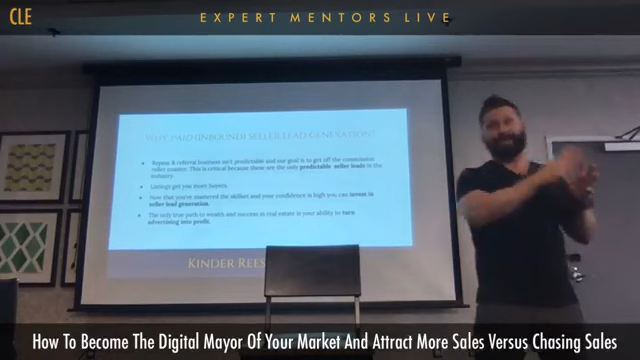 CLE
EXPERT MENTORS LIVE
WHY PAID (INBOUND) SELLER LEAD GENERATION?
Repeat & referral business isn't predictable and our goal is to get off the commission
roller coaster. This is critical because these are the only predictable seller leads in the
industry.
Listings get you more buyers.
Now that you've mastered the skillset and your confidence is high you can invest in
seller lead generation.
The only true path to wealth and success in real estate is your ability to turn
advertising into profit.
KINDER REES
How To Become The Digital Mayor Of Your Market And Attract More Sales Versus Chasing Sales